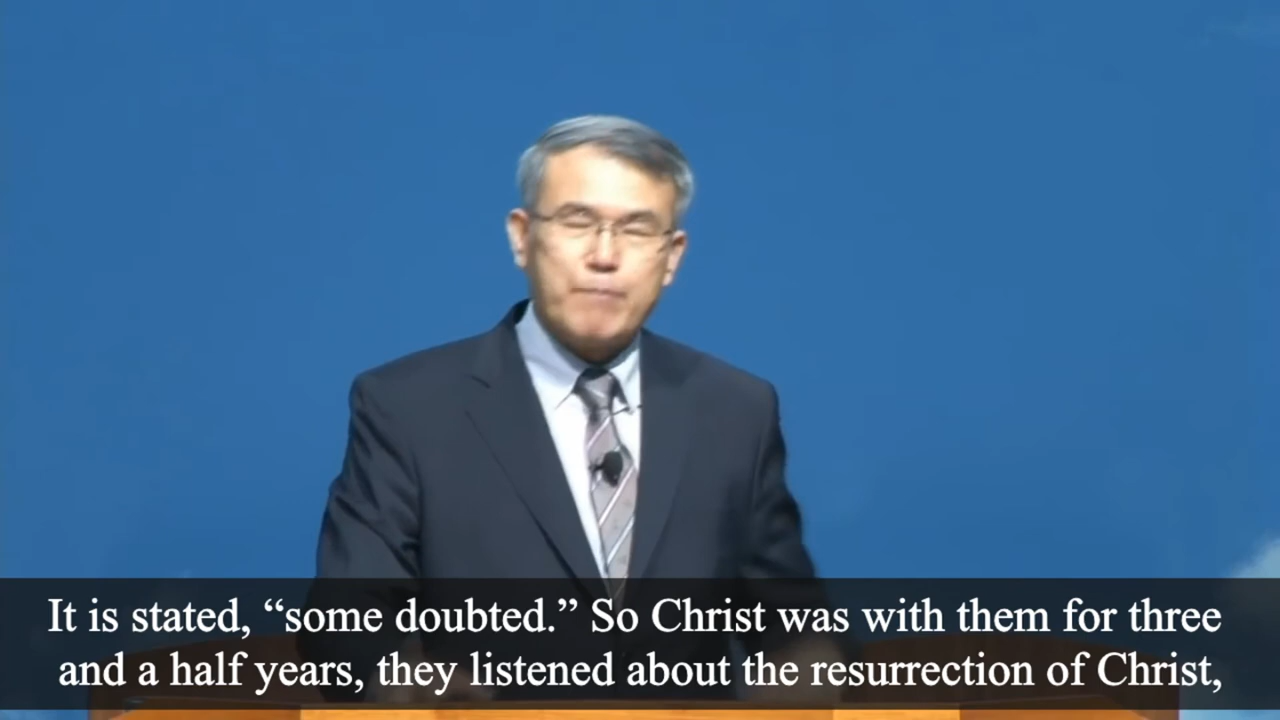 It is stated, “some doubted.” So Christ was with them for three
and a half years, they listened about the resurrection of Christ,